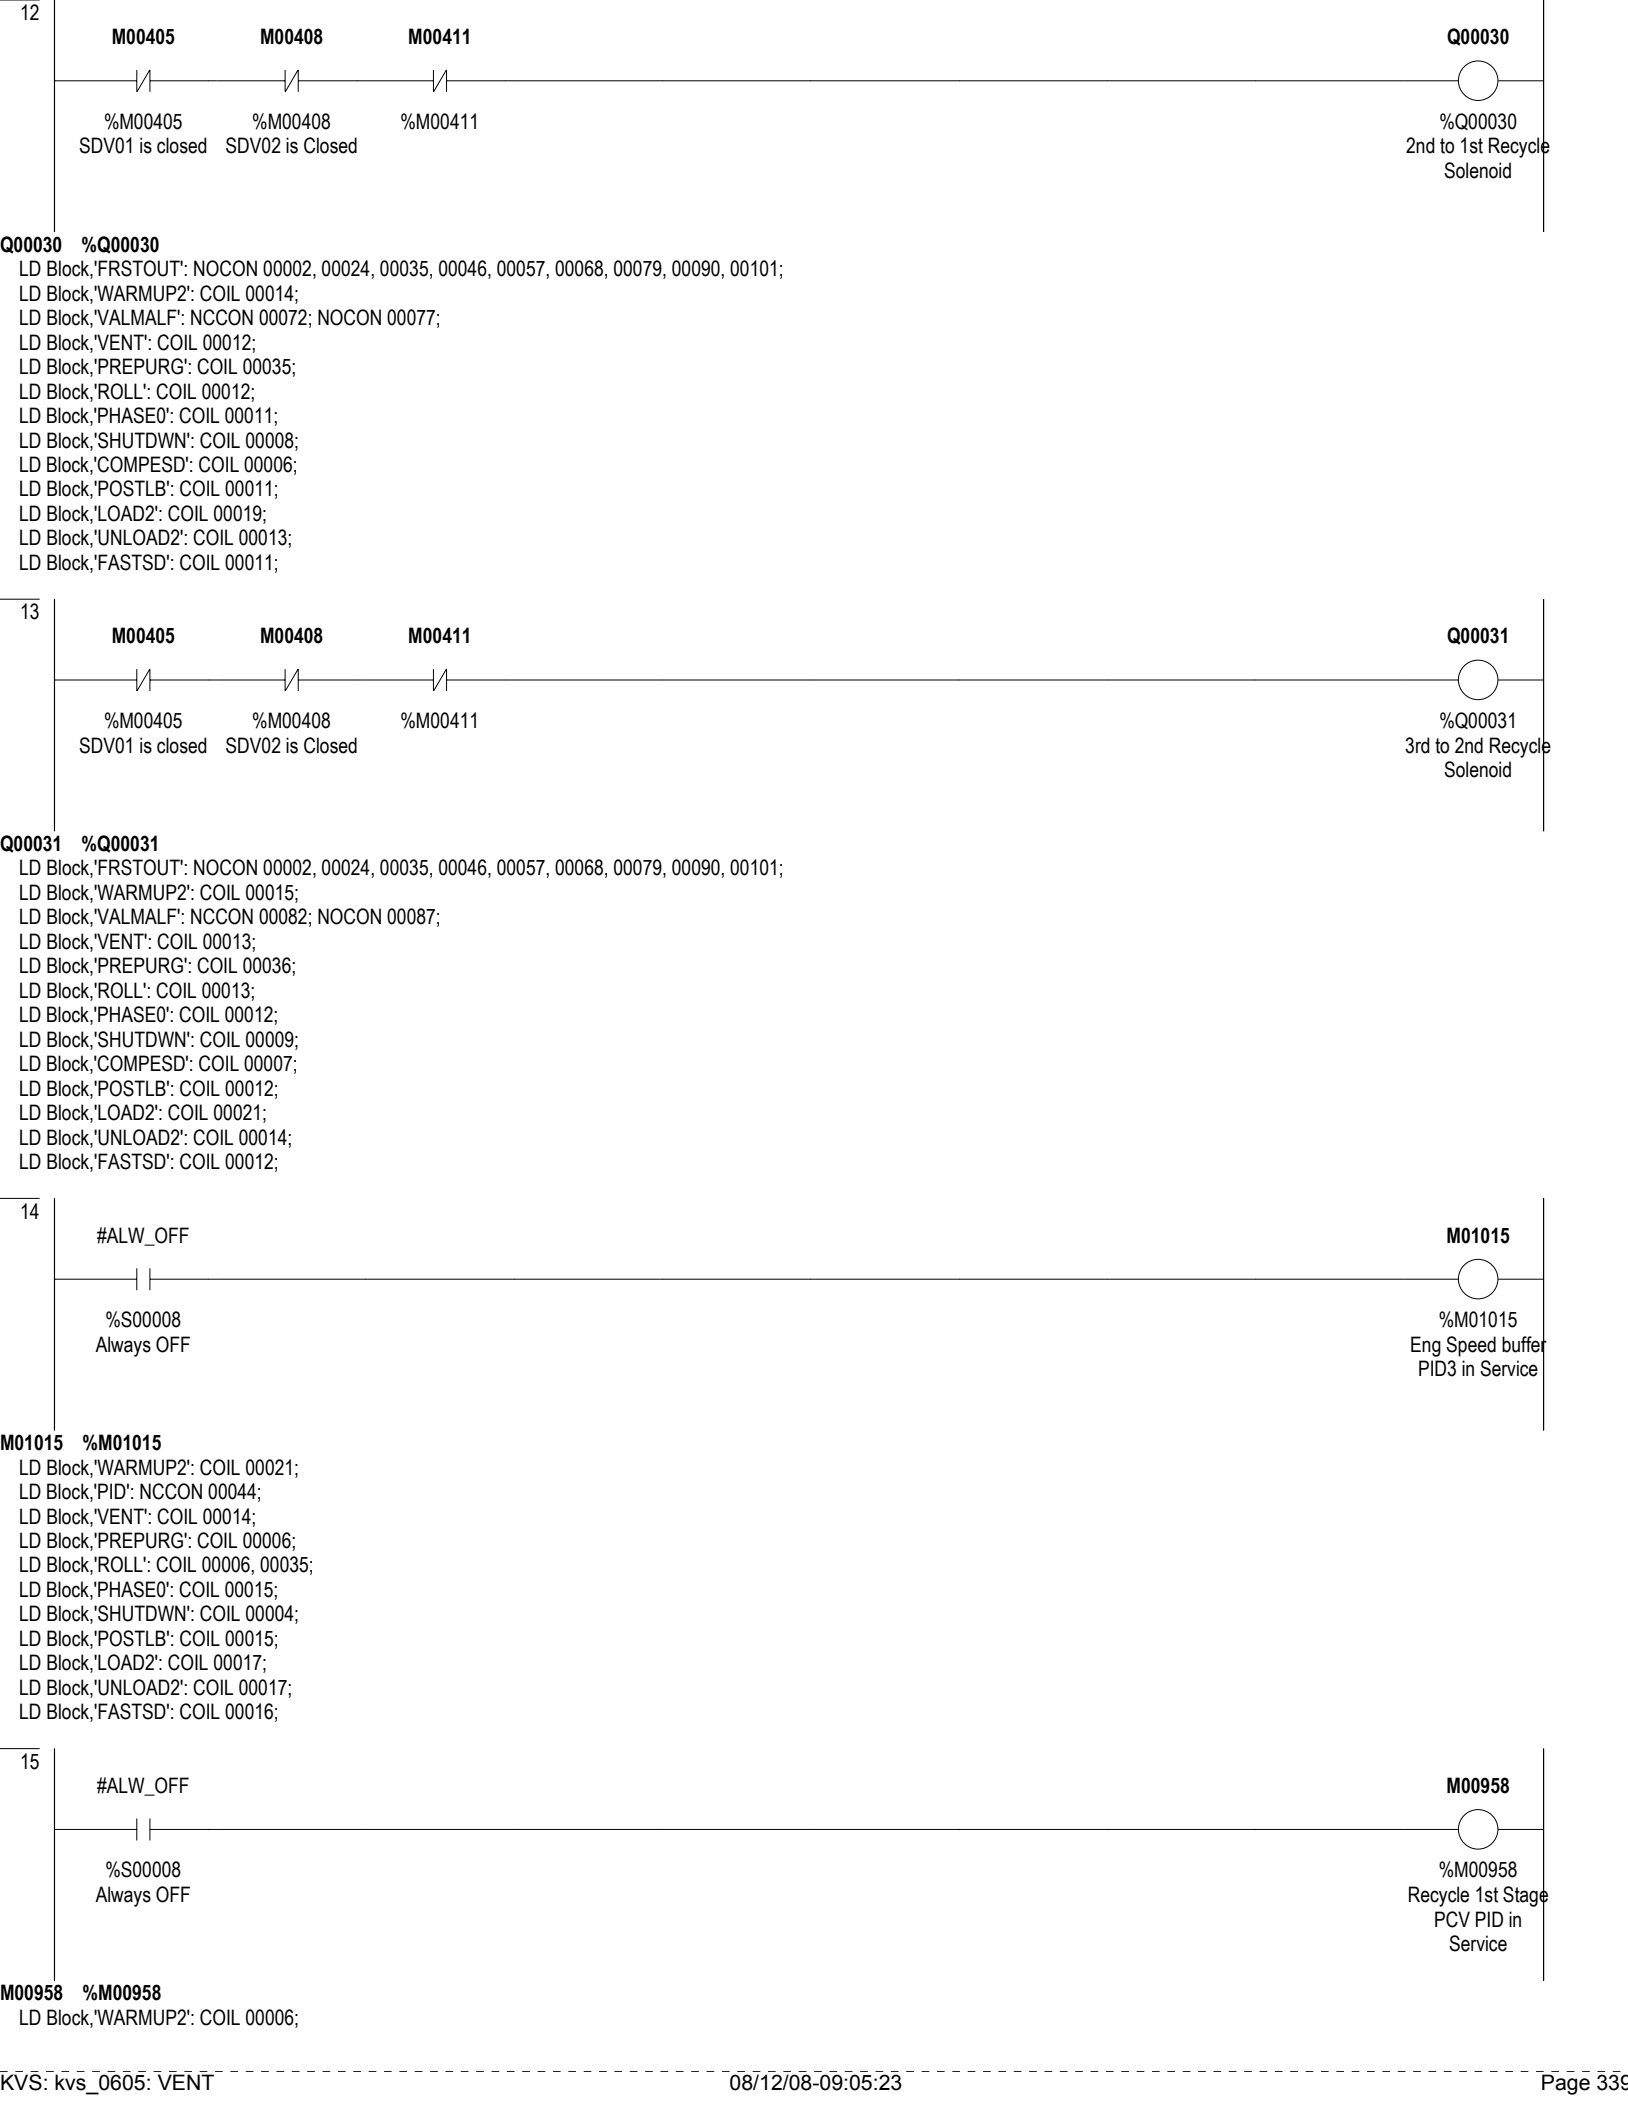 12
M00405 M00408 M00411 Q00030
%M00405 %M00408 %M00411 %Q00030
SDV01 is closed SDV02 is Closed 2nd to 1st Recycle
Solenoid
Q00030 %Q00030
LD Block,'FRSTOUT': NOCON 00002, 00024, 00035, 00046, 00057, 00068, 00079, 00090, 00101;
LD Block,'WARMUP2': COIL 00014;
LD Block,'VALMALF': NCCON 00072; NOCON 00077;
LD Block,'VENT': COIL 00012;
LD Block,'PREPURG': COIL 00035;
LD Block,'ROLL': COIL 00012;
LD Block,'PHASE0': COIL 00011;
LD Block,'SHUTDWN': COIL 00008;
LD Block,'COMPESD': COIL 00006;
LD Block,'POSTLB': COIL 00011;
LD Block,'LOAD2': COIL 00019;
LD Block,'UNLOAD2': COIL 00013;
LD Block,'FASTSD': COIL 00011;
13
M00405 M00408 M00411 Q00031
%M00405 %M00408 %M00411 %Q00031
SDV01 is closed SDV02 is Closed 3rd to 2nd Recycle
Solenoid
Q00031 %Q00031
LD Block,'FRSTOUT': NOCON 00002, 00024, 00035, 00046, 00057, 00068, 00079, 00090, 00101;
LD Block,'WARMUP2': COIL 00015;
LD Block,'VALMALF': NCCON 00082; NOCON 00087;
LD Block,'VENT': COIL 00013;
LD Block,'PREPURG': COIL 00036;
LD Block,'ROLL': COIL 00013;
LD Block,'PHASE0': COIL 00012;
LD Block,'SHUTDWN': COIL 00009;
LD Block,'COMPESD': COIL 00007;
LD Block,'POSTLB': COIL 00012;
LD Block,'LOAD2': COIL 00021;
LD Block,'UNLOAD2': COIL 00014;
LD Block,'FASTSD': COIL 00012;
14
#ALW_OFF M01015
%S00008 %M01015
Always OFF Eng Speed buffer
PID3 in Service
M01015 %M01015
LD Block,'WARMUP2': COIL 00021;
LD Block,'PID': NCCON 00044;
LD Block,'VENT': COIL 00014;
LD Block,'PREPURG': COIL 00006;
LD Block,'ROLL': COIL 00006, 00035;
LD Block,'PHASE0': COIL 00015;
LD Block,'SHUTDWN': COIL 00004;
LD Block,'POSTLB': COIL 00015;
LD Block,'LOAD2': COIL 00017;
LD Block,'UNLOAD2': COIL 00017;
LD Block,'FASTSD': COIL 00016;
15
#ALW_OFF M00958
%S00008 %M00958
Always OFF Recycle 1st Stage
PCV PID in
Service
M00958 %M00958
LD Block,'WARMUP2': COIL 00006;
KVS: kvs_0605: VENT 08/12/08-09:05:23 Page 339